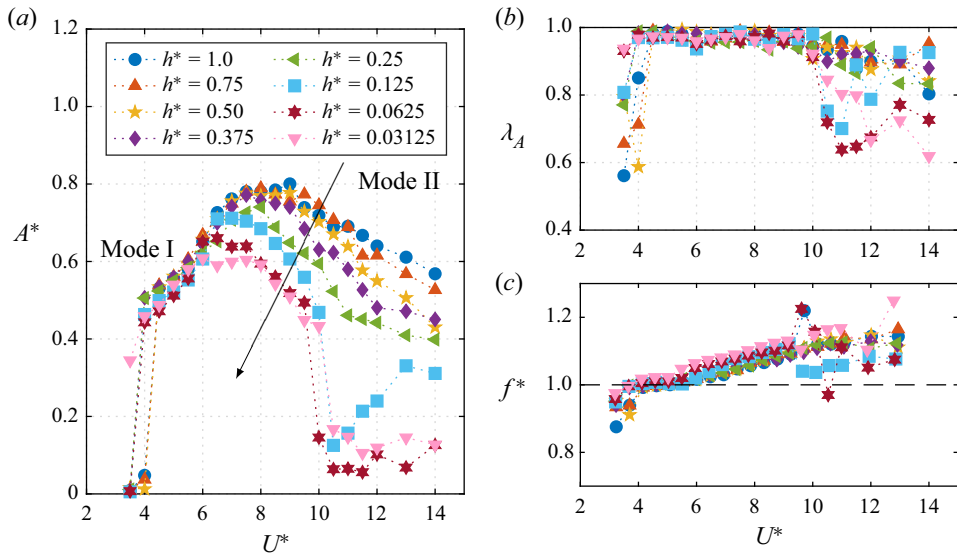 (a)
1.2
1.0
0.8
0.6
0.4
0.2
0
A*
h* = 1.0
h* = 0.75
h* = 0.50
h* = 0.375
h* = 0.25
h* = 0.125
h* = 0.0625
h* = 0.03125
Mode I
Mode II
2 4 6 8 10 12 14
U*
(b)
1.0
0.8
0.6
0.4
λA
2 4 6 8 10 12 14
(c)
1.2
1.0
0.8
f*
2 4 6 8 10 12 14
U*